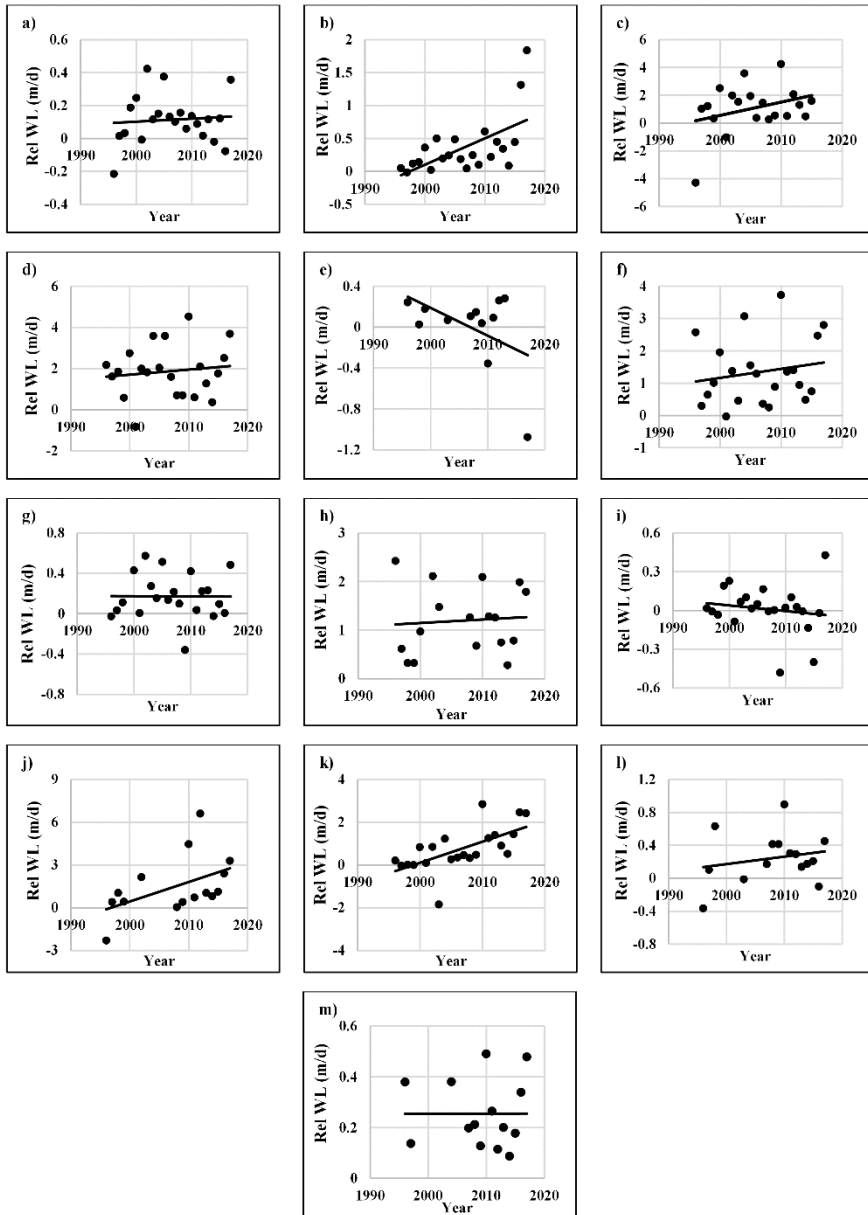 a)
Rel WL (m/d)
0.6
0.4
0.2
0
-0.2
-0.4
1990 2000 2010 2020
Year
b)
Rel WL (m/d)
2
1.5
1
0.5
0
-0.5
1990 2000 2010 2020
Year
c)
Rel WL (m/d)
6
4
2
0
-2
-4
-6
1990 2000 2010 2020
Year
d)
Rel WL (m/d)
6
4
2
0
-2
1990 2000 2010 2020
Year
e)
Rel WL (m/d)
0.4
0
-0.4
-0.8
-1.2
1990 2000 2010 2020
Year
f)
Rel WL (m/d)
4
3
2
1
0
-1
1990 2000 2010 2020
Year
g)
Rel WL (m/d)
0.8
0.4
0
-0.4
-0.8
1990 2000 2010 2020
Year
h)
Rel WL (m/d)
3
2
1
0
1990 2000 2010 2020
Year
i)
Rel WL (m/d)
0.6
0.3
0
-0.3
-0.6
1990 2000 2010 2020
Year
j)
Rel WL (m/d)
9
6
3
0
-3
1990 2000 2010 2020
Year
k)
Rel WL (m/d)
4
2
0
-2
-4
1990 2000 2010 2020
Year
l)
Rel WL (m/d)
1.2
0.8
0.4
0
-0.4
-0.8
1990 2000 2010 2020
Year
m)
Rel WL (m/d)
0.6
0.4
0.2
0
1990 2000 2010 2020
Year